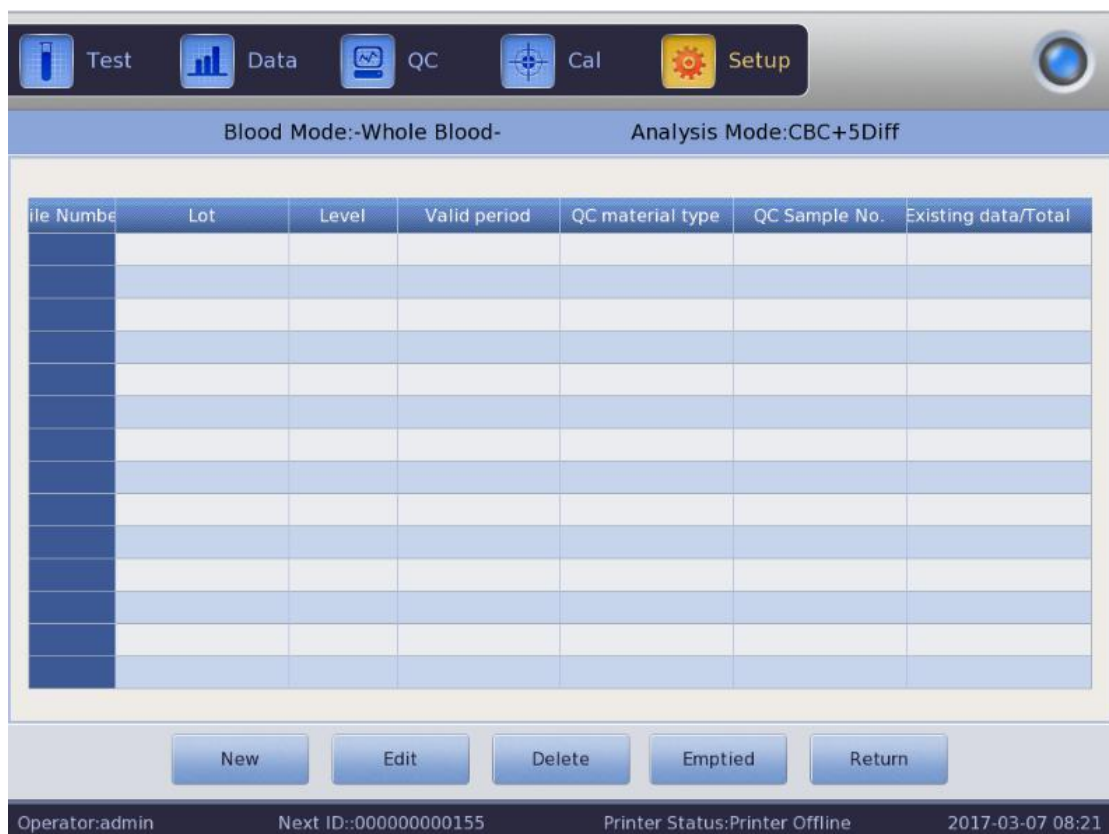 Test Data QC Cal Setup
Blood Mode:-Whole Blood- Analysis Mode:CBC+5Diff
ile Numbe Lot Level Valid period QC material type QC Sample No. Existing data/Total
New Edit Delete Emptied Return
Operator:admin Next ID::000000000155 Printer Status:Printer Offline 2017-03-07 08:21